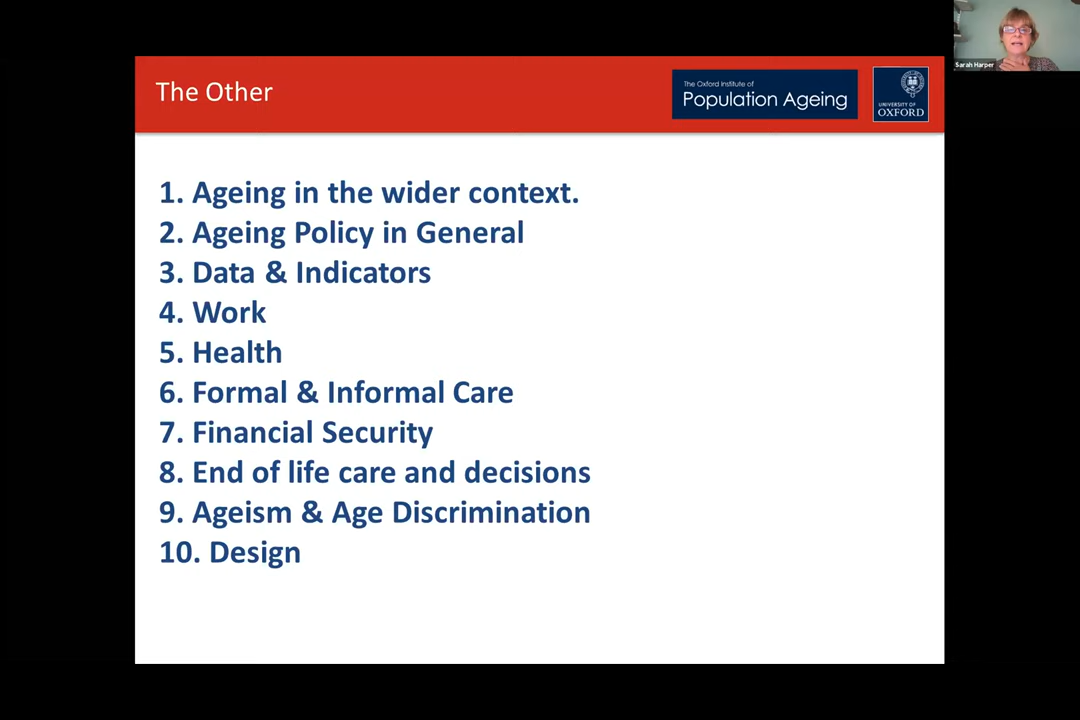 Sarah Harper
The Other
The Oxford Institute of
Population Ageing
UNIVERSITY OF
OXFORD
1. Ageing in the wider context.
2. Ageing Policy in General
3. Data & Indicators
4. Work
5. Health
6. Formal & Informal Care
7. Financial Security
8. End of life care and decisions
9. Ageism & Age Discrimination
10. Design